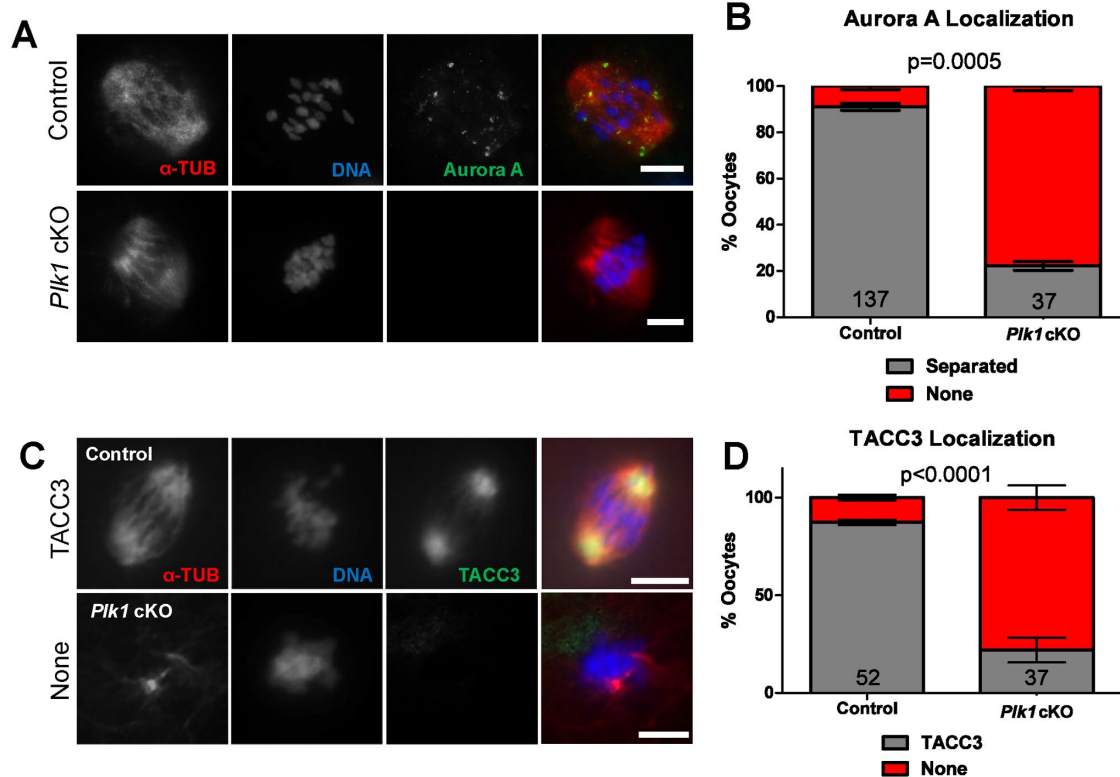 A
Control
α-TUB
DNA
Aurora A
Plk1 cKO
B
Aurora A Localization
p=0.0005
% Oocytes
100
80
60
40
20
0
137
37
Control
Plk1 cKO
Separated
None
C
TACC3
Control
α-TUB
DNA
TACC3
None
Plk1 cKO
D
TACC3 Localization
p<0.0001
% Oocytes
100
50
0
52
37
Control
Plk1 cKO
TACC3
None